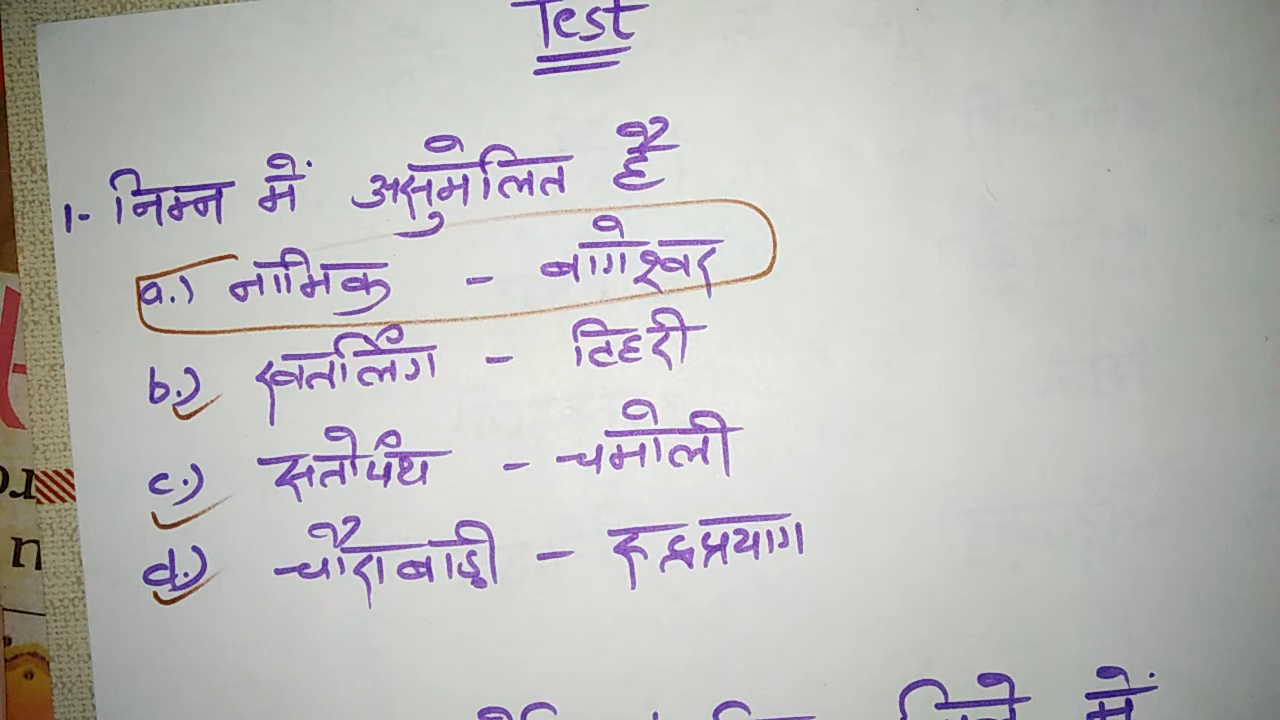 Test
1- निम्न में असुमेलित है
a.) नामिक - बागेश्वर
b.) खतलिंग - टिहरी
c.) सतोपंथ - चमोली
d.) चौराबाड़ी - रूद्रप्रयाग
में